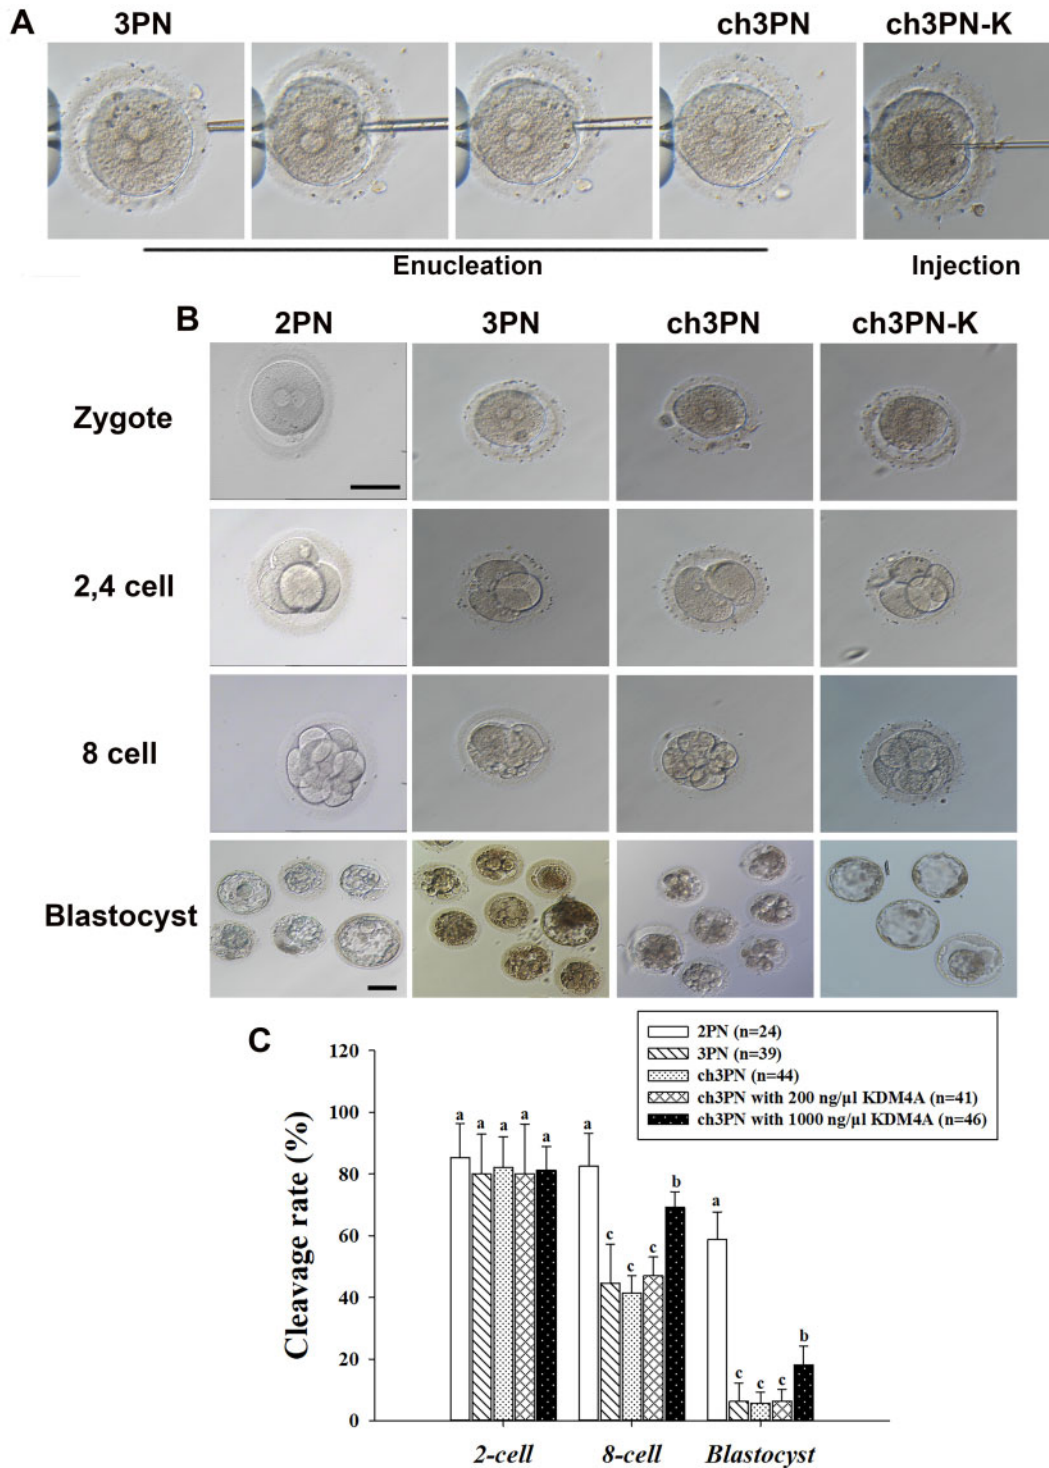 A
3PN
ch3PN
ch3PN-K
Enucleation
Injection
B
2PN
3PN
ch3PN
ch3PN-K
Zygote
2,4 cell
8 cell
Blastocyst
C
2PN (n=24)
3PN (n=39)
ch3PN (n=44)
ch3PN with 200 ng/µl KDM4A (n=41)
ch3PN with 1000 ng/µl KDM4A (n=46)
Cleavage rate (%)
120
100
80
60
40
20
0
a a a a a
a c c c b
a c c c b
2-cell 8-cell Blastocyst